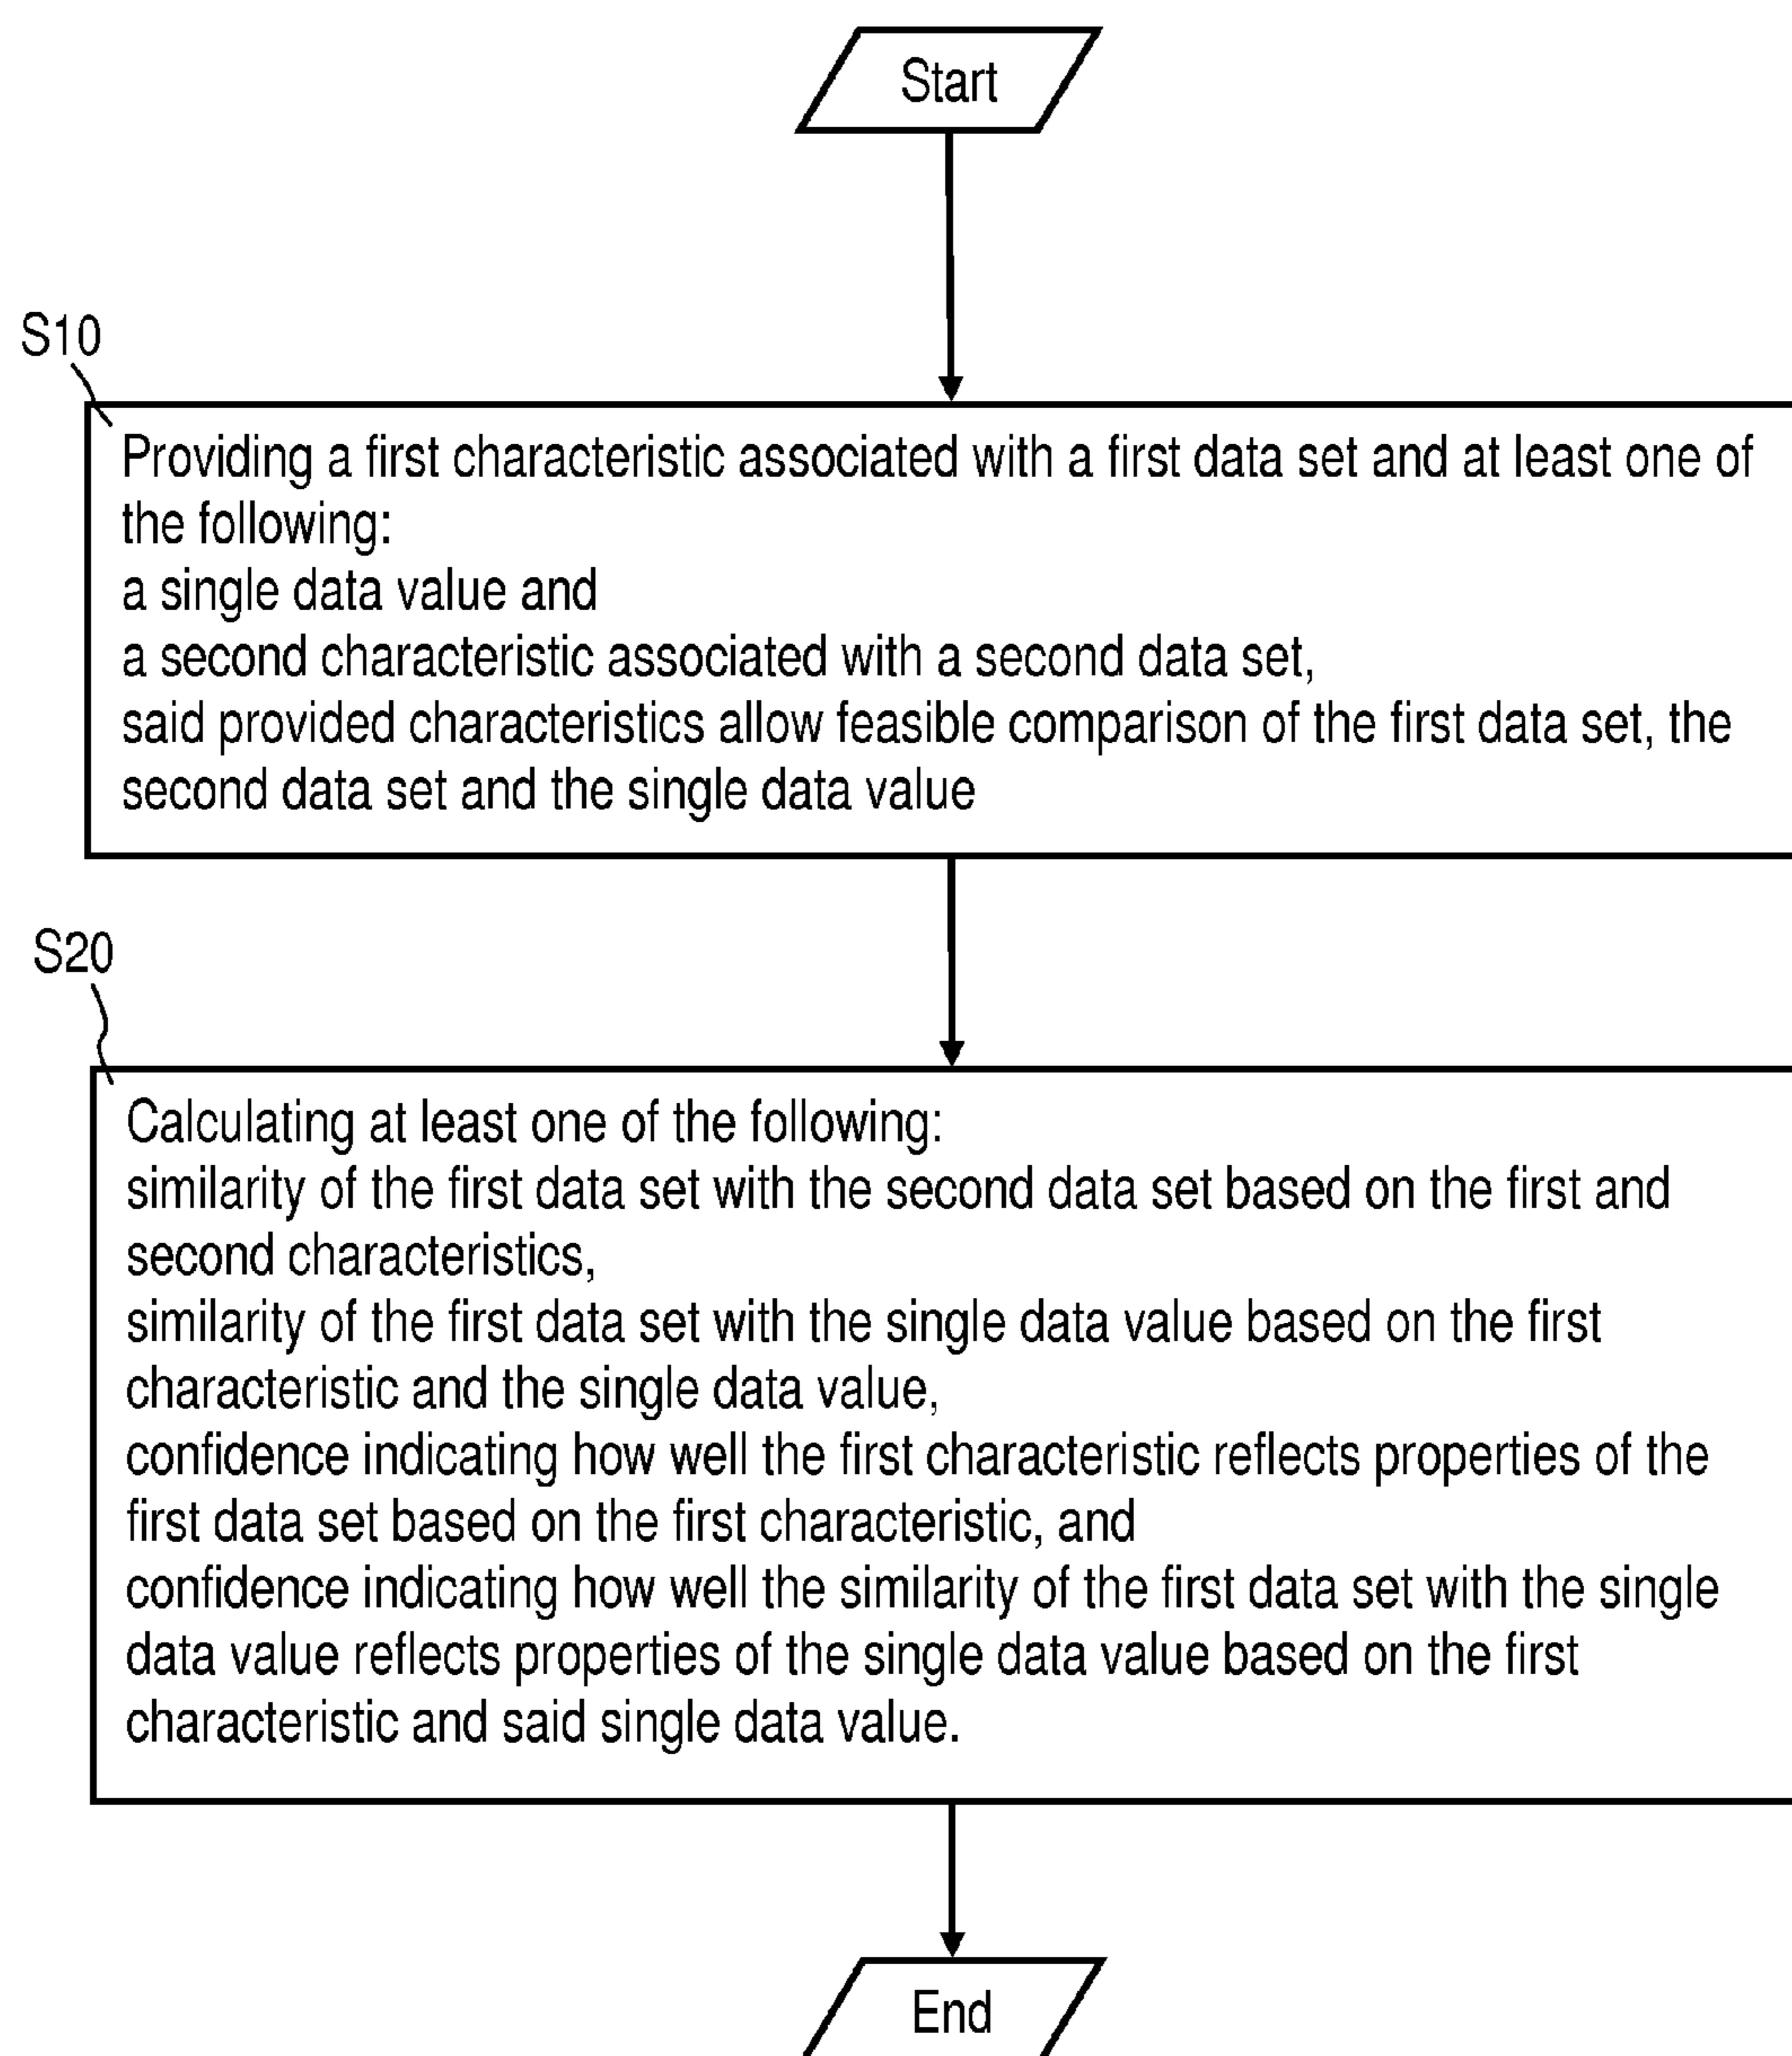 Start
S10
Providing a first characteristic associated with a first data set and at least one of
the following:
a single data value and
a second characteristic associated with a second data set,
said provided characteristics allow feasible comparison of the first data set, the
second data set and the single data value
S20
Calculating at least one of the following:
similarity of the first data set with the second data set based on the first and
second characteristics,
similarity of the first data set with the single data value based on the first
characteristic and the single data value,
confidence indicating how well the first characteristic reflects properties of the
first data set based on the first characteristic, and
confidence indicating how well the similarity of the first data set with the single
data value reflects properties of the single data value based on the first
characteristic and said single data value.
End